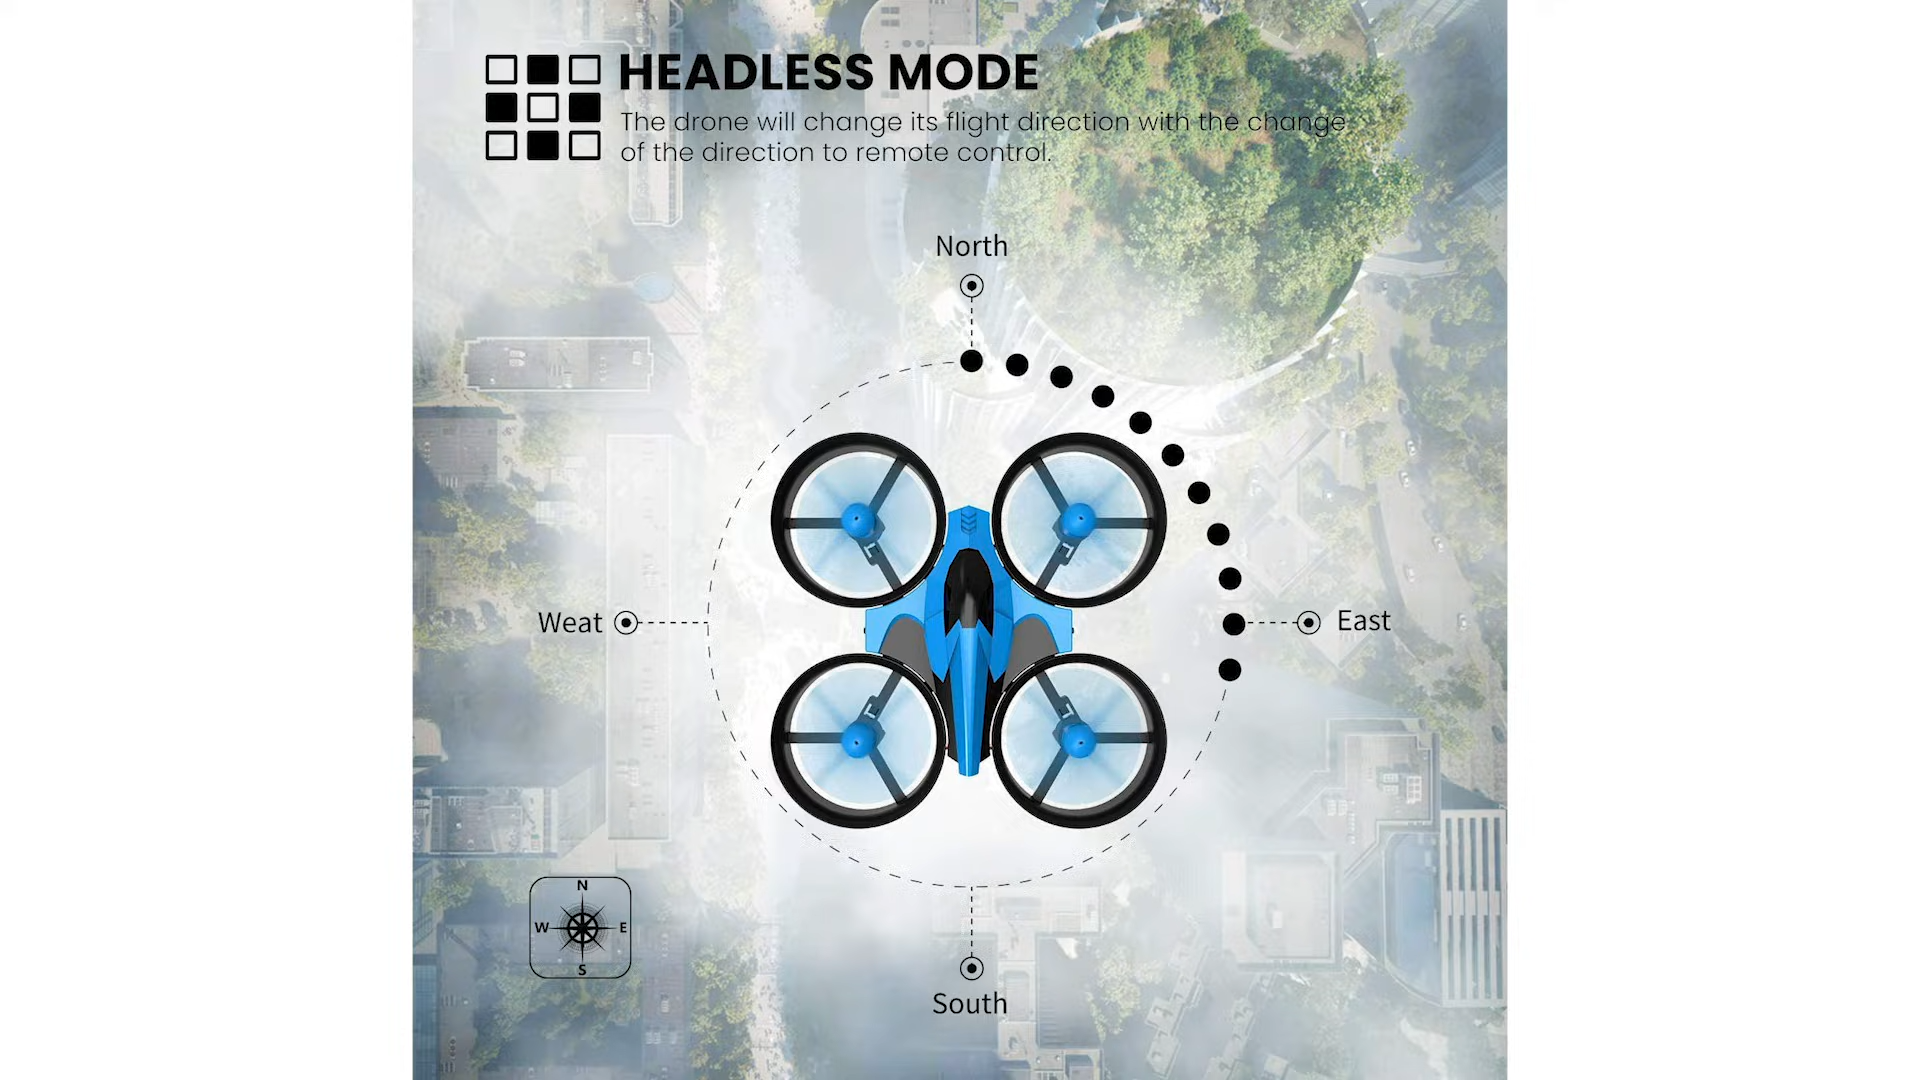 HEADLESS MODE
The drone will change its flight direction with the change
of the direction to remote control.
North
Weat
East
South
N
W E
S